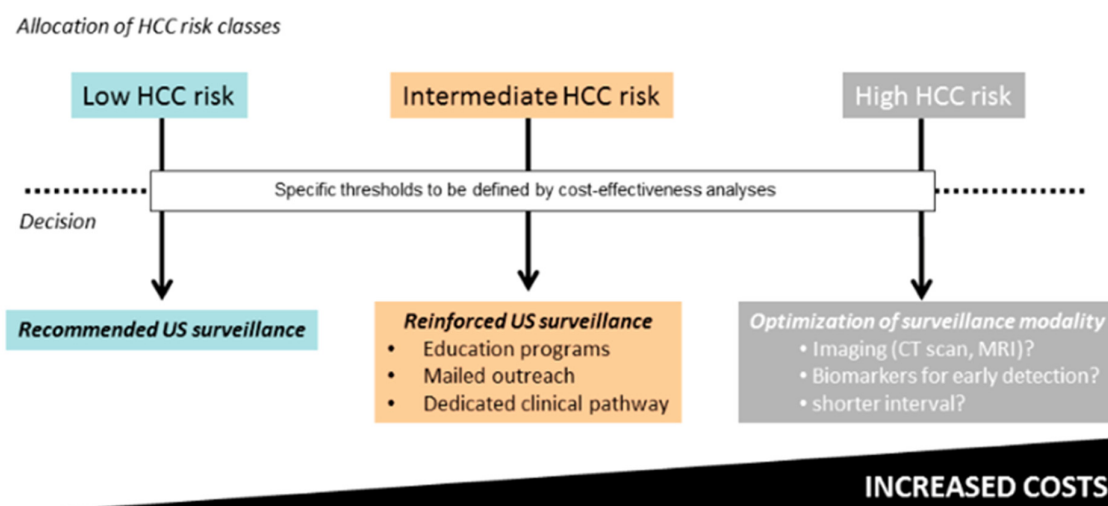 Allocation of HCC risk classes
Low HCC risk
Intermediate HCC risk
High HCC risk
Specific thresholds to be defined by cost-effectiveness analyses
Decision
Recommended US surveillance
Reinforced US surveillance
• Education programs
• Mailed outreach
• Dedicated clinical pathway
Optimization of surveillance modality
• Imaging (CT scan, MRI)?
• Biomarkers for early detection?
• shorter interval?
INCREASED COSTS